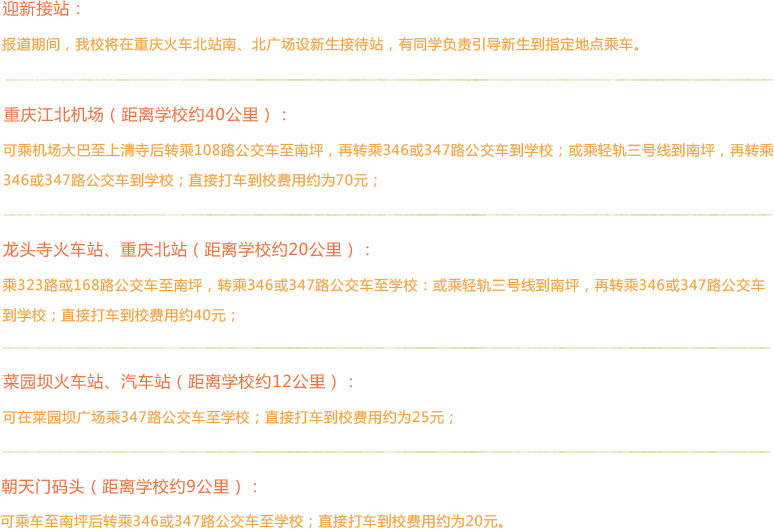 迎新接站：
报道期间，我校将在重庆火车北站南、北广场设新生接待站，有同学负责引导新生到指定地点乘车。
重庆江北机场（距离学校约40公里）：
可乘机场大巴至上清寺后转乘108路公交车至南坪，再转乘346或347路公交车到学校；或乘轻轨三号线到南坪，再转乘
346或347路公交车到学校；直接打车到校费用约为70元；
龙头寺火车站、重庆北站（距离学校约20公里）：
乘323路或168路公交车至南坪，转乘346或347路公交车至学校：或乘轻轨三号线到南坪，再转乘346或347路公交车
到学校；直接打车到校费用约40元；
菜园坝火车站、汽车站（距离学校约12公里）：
可在菜园坝广场乘347路公交车至学校；直接打车到校费用约为25元；
朝天门码头（距离学校约9公里）：
可乘车至南坪后转乘346或347路公交车至学校；直接打车到校费用约为20元。